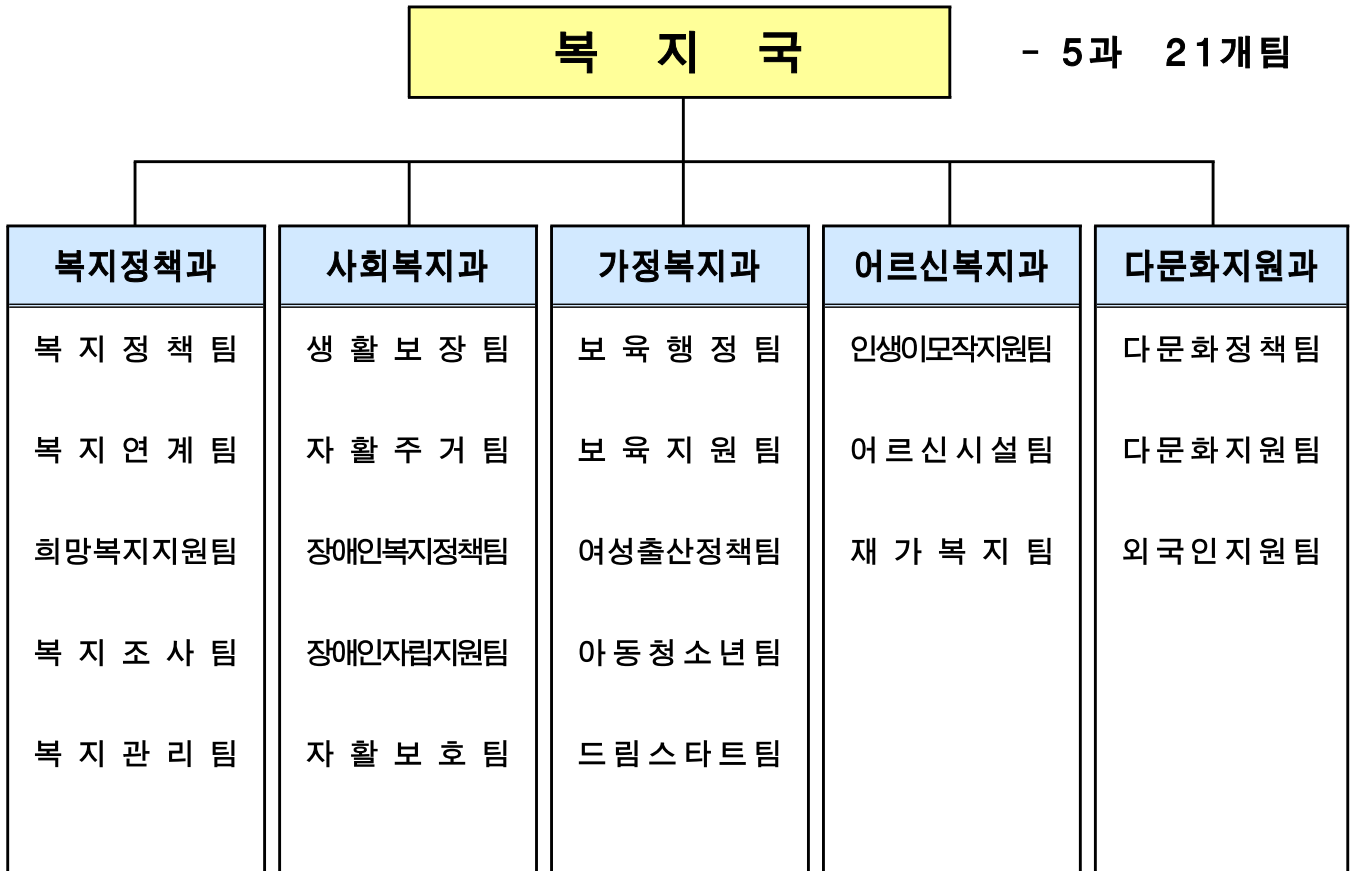 복 지 국
- 5과 21개팀
복지정책과
복 지 정 책 팀
복 지 연 계 팀
희망복지지원팀
복 지 조 사 팀
복 지 관 리 팀
사회복지과
생 활 보 장 팀
자 활 주 거 팀
장애인복지정책팀
장애인자립지원팀
자 활 보 호 팀
가정복지과
보 육 행 정 팀
보 육 지 원 팀
여성출산정책팀
아동청소년팀
드림스타트팀
어르신복지과
인생이모작지원팀
어르신시설팀
재 가 복 지 팀
다문화지원과
다문화정책팀
다문화지원팀
외국인지원팀